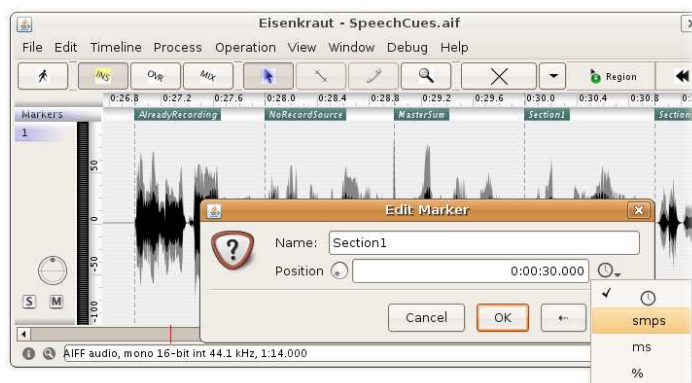 Eisenkraut - SpeechCues.aif
File Edit Timeline Process Operation View Window Debug Help
INS OVR MIX Region
0:26.8 0:27.2 0:27.6 0:28.0 0:28.4 0:28.8 0:29.2 0:29.6 0:30.0 0:30.4 0:30.8 0:
Markers AlreadyRecording NoRecordSource MasterSum Section1 Section
1
50
0
-50
-100
S M
Edit Marker
?
Name: Section1
Position 0:00:30.000
Cancel OK
smps
ms
%
AIFF audio, mono 16-bit int 44.1 kHz, 1:14.000